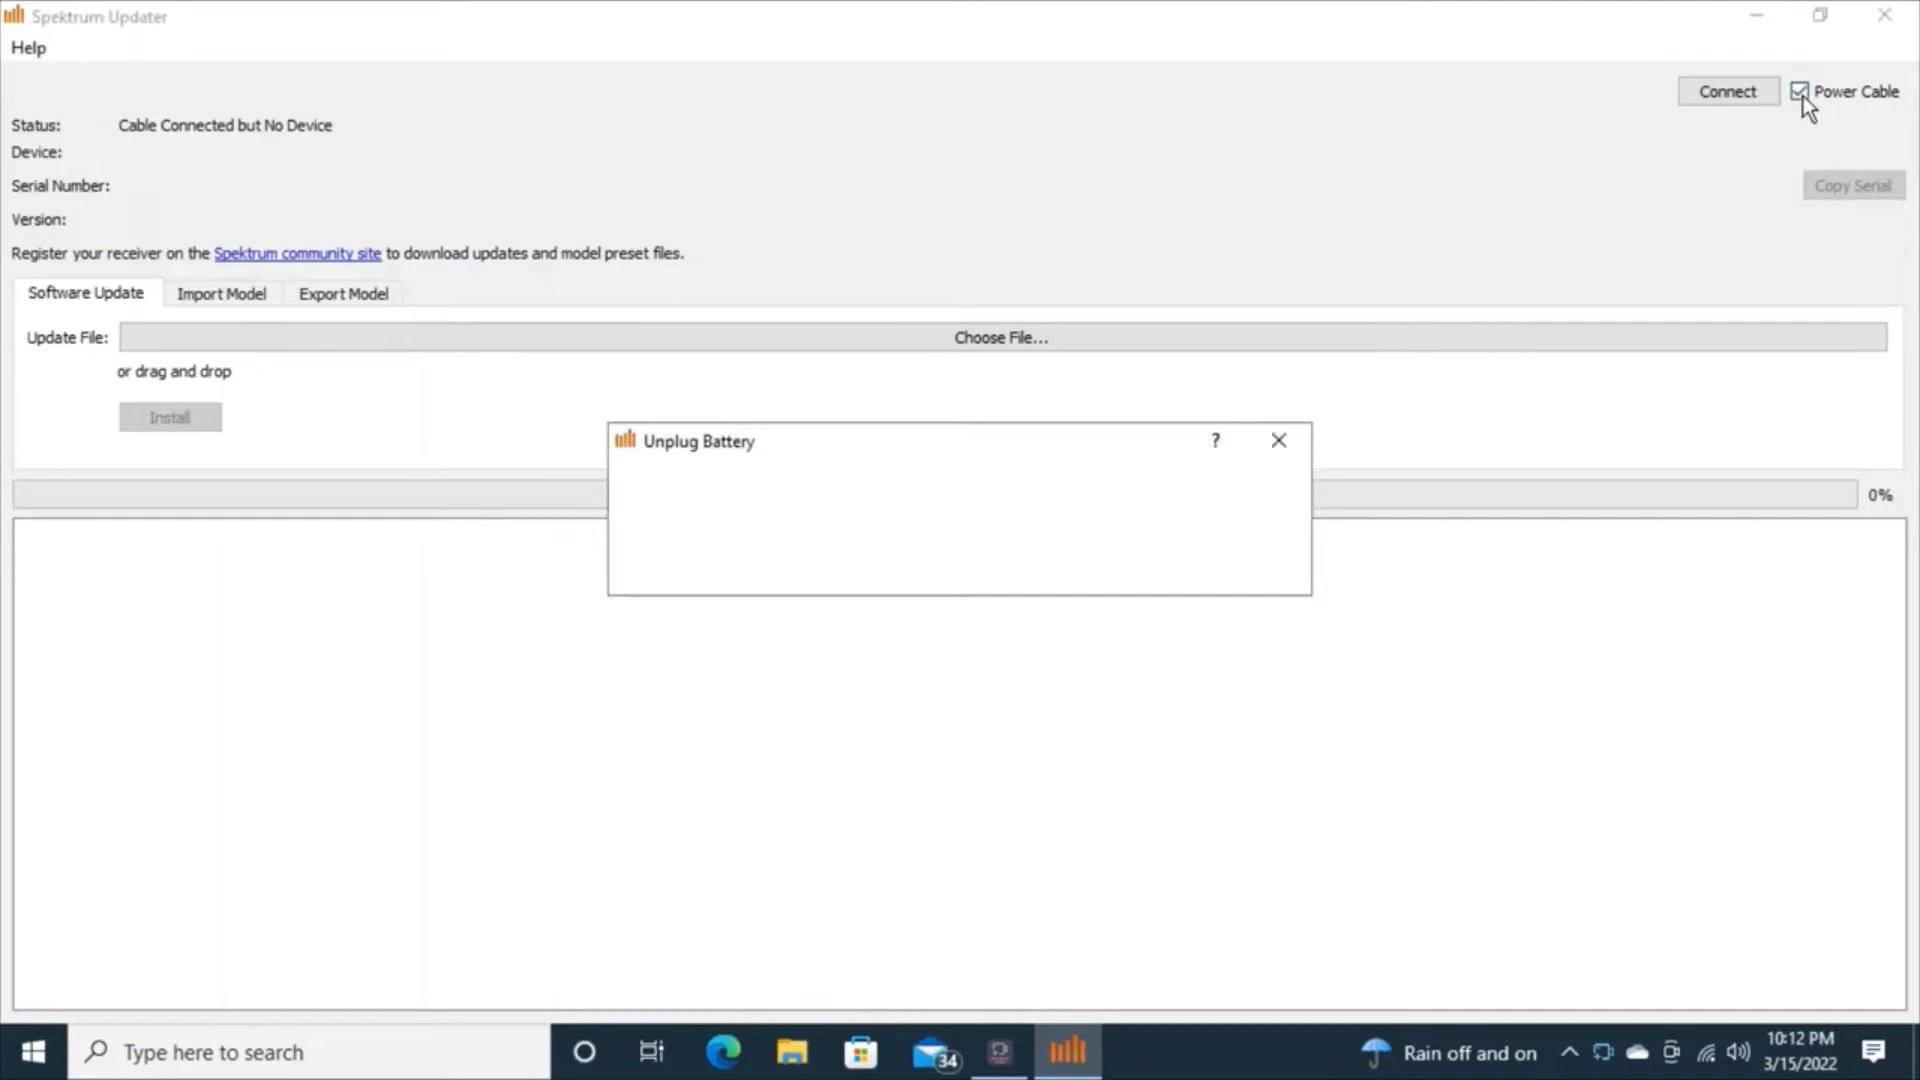 Spektrum Updater
Help
Connect
Power Cable
Status: Cable Connected but No Device
Device:
Serial Number:
Copy Serial
Version:
Register your receiver on the Spektrum community site to download updates and model preset files.
Software Update
Import Model
Export Model
Update File:
Choose File...
or drag and drop
Install
Unplug Battery
?
0%
Type here to search
34
Rain off and on
10:12 PM
3/15/2022